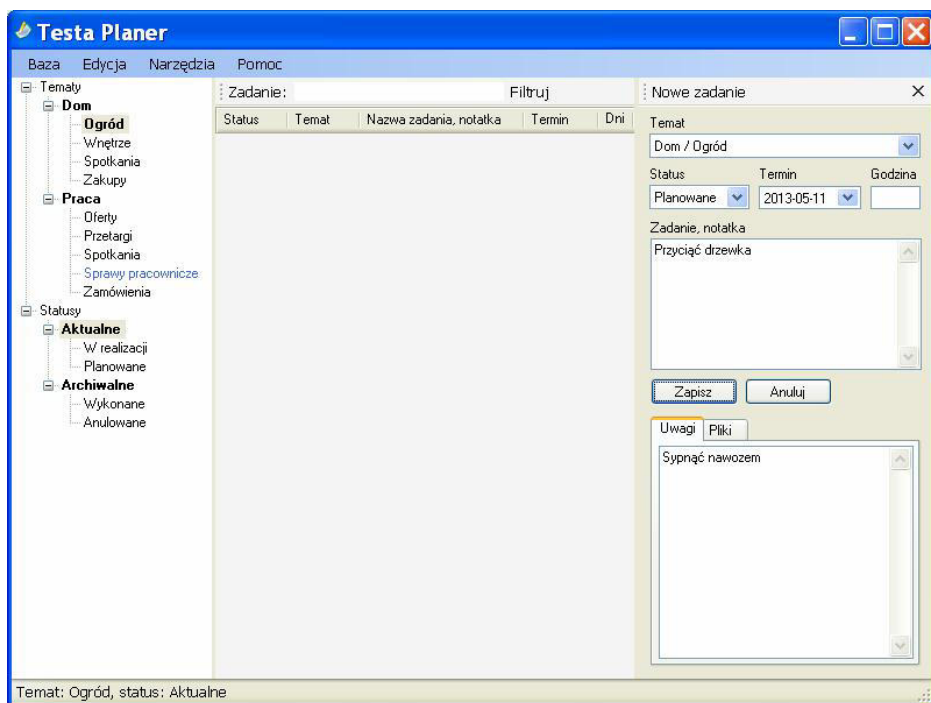 Testa Planer
Baza Edycja Narzędzia Pomoc
Tematy
Dom
Ogród
Wnętrze
Spotkania
Zakupy
Praca
Oferty
Przetargi
Spotkania
Sprawy pracownicze
Zamówienia
Statusy
Aktualne
W realizacji
Planowane
Archiwalne
Wykonane
Anulowane
Zadanie: Filtruj
Status Temat Nazwa zadania, notatka Termin Dni
Nowe zadanie
Temat
Dom / Ogród
Status Termin Godzina
Planowane 2013-05-11
Zadanie, notatka
Przyciąć drzewka
Zapisz Anuluj
Uwagi Pliki
Sypnąć nawozem
Temat: Ogród, status: Aktualne